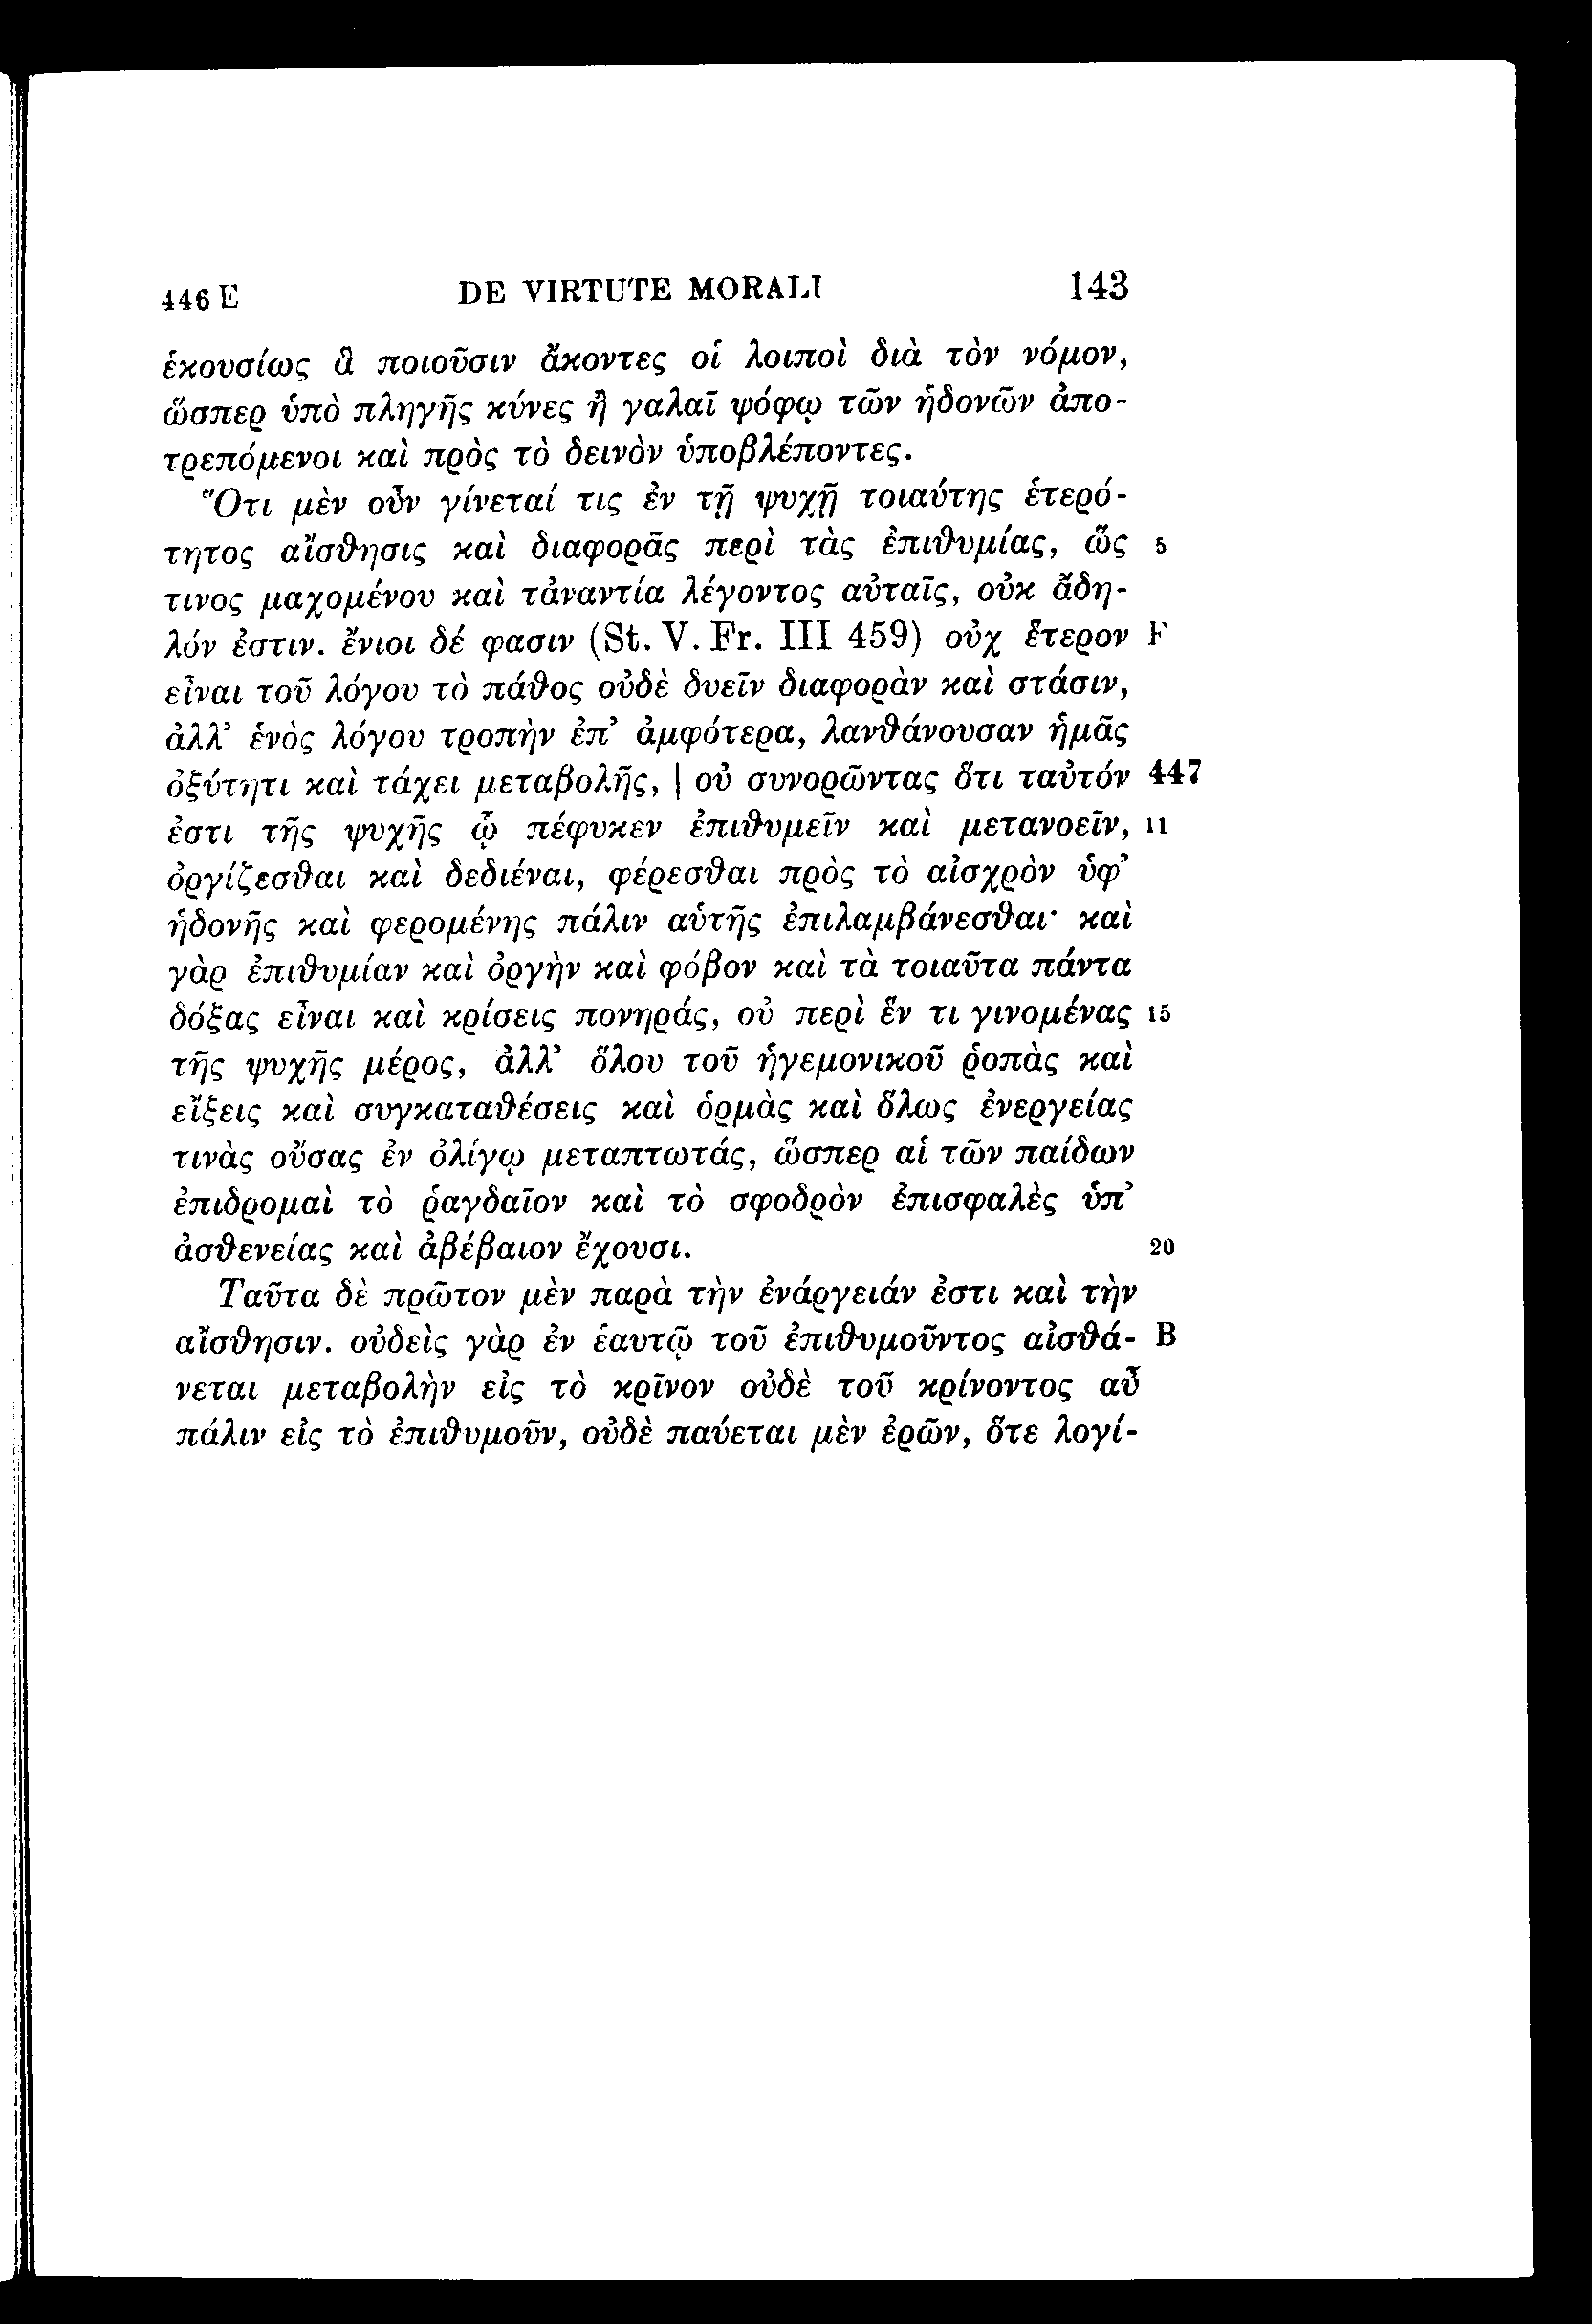 446 E DE VIRTUTE MORALI 143
ἑκουσίως ἃ ποιοῦσιν ἄκοντες οἱ λοιποὶ διὰ τὸν νόμον,
ὥσπερ ὑπὸ πληγῆς κύνες ἢ γαλαῖ ψόφῳ τῶν ἡδονῶν ἀπο-
τρεπόμενοι καὶ πρὸς τὸ δεινὸν ὑποβλέποντες.
Ὅτι μὲν οὖν γίνεταί τις ἐν τῇ ψυχῇ τοιαύτης ἑτερό-
τητος αἴσθησις καὶ διαφορᾶς περὶ τὰς ἐπιθυμίας, ὥς 5
τινος μαχομένου καὶ τἀναντία λέγοντος αὐταῖς, οὐκ ἄδη-
λόν ἐστιν. ἔνιοι δέ φασιν (St. V. Fr. III 459) οὐχ ἕτερον F
εἶναι τοῦ λόγου τὸ πάθος οὐδὲ δυεῖν διαφορὰν καὶ στάσιν,
ἀλλ’ ἑνὸς λόγου τροπὴν ἐπ’ ἀμφότερα, λανθάνουσαν ἡμᾶς
ὀξύτητι καὶ τάχει μεταβολῆς, | οὐ συνορῶντας ὅτι ταὐτόν 447
ἐστι τῆς ψυχῆς ᾧ πέφυκεν ἐπιθυμεῖν καὶ μετανοεῖν, 11
ὀργίζεσθαι καὶ δεδιέναι, φέρεσθαι πρὸς τὸ αἰσχρὸν ὑφ’
ἡδονῆς καὶ φερομένης πάλιν αὑτῆς ἐπιλαμβάνεσθαι· καὶ
γὰρ ἐπιθυμίαν καὶ ὀργὴν καὶ φόβον καὶ τὰ τοιαῦτα πάντα
δόξας εἶναι καὶ κρίσεις πονηράς, οὐ περὶ ἕν τι γινομένας 15
τῆς ψυχῆς μέρος, ἀλλ’ ὅλου τοῦ ἡγεμονικοῦ ῥοπὰς καὶ
εἴξεις καὶ συγκαταθέσεις καὶ ὁρμὰς καὶ ὅλως ἐνεργείας
τινὰς οὔσας ἐν ὀλίγῳ μεταπτωτάς, ὥσπερ αἱ τῶν παίδων
ἐπιδρομαὶ τὸ ῥαγδαῖον καὶ τὸ σφοδρὸν ἐπισφαλὲς ὑπ’
ἀσθενείας καὶ ἀβέβαιον ἔχουσι. 20
Ταῦτα δὲ πρῶτον μὲν παρὰ τὴν ἐνάργειάν ἐστι καὶ τὴν
αἴσθησιν. οὐδεὶς γὰρ ἐν ἑαυτῷ τοῦ ἐπιθυμοῦντος αἰσθά- B
νεται μεταβολὴν εἰς τὸ κρῖνον οὐδὲ τοῦ κρίνοντος αὖ
πάλιν εἰς τὸ ἐπιθυμοῦν, οὐδὲ παύεται μὲν ἐρῶν, ὅτε λογί-